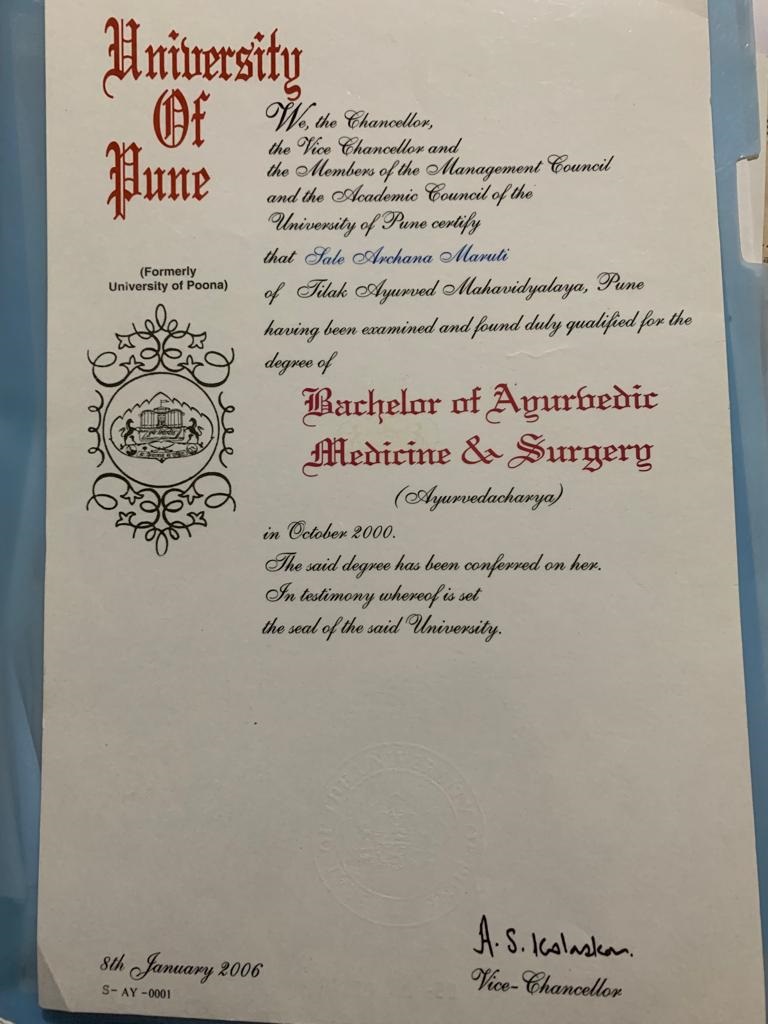 University
Of
Pune
(Formerly
University of Poona)
We, the Chancellor,
the Vice Chancellor and
the Members of the Management Council
and the Academic Council of the
University of Pune certify
that Sale Archana Maruti
of Tilak Ayurved Mahavidyalaya, Pune
having been examined and found duly qualified for the
degree of
Bachelor of Ayurvedic
Medicine & Surgery
(Ayurvedacharya)
in October 2000.
The said degree has been conferred on her.
In testimony whereof is set
the seal of the said University.
8th January 2006
S- AY -0001
A. S. Kolaskar.
Vice-Chancellor